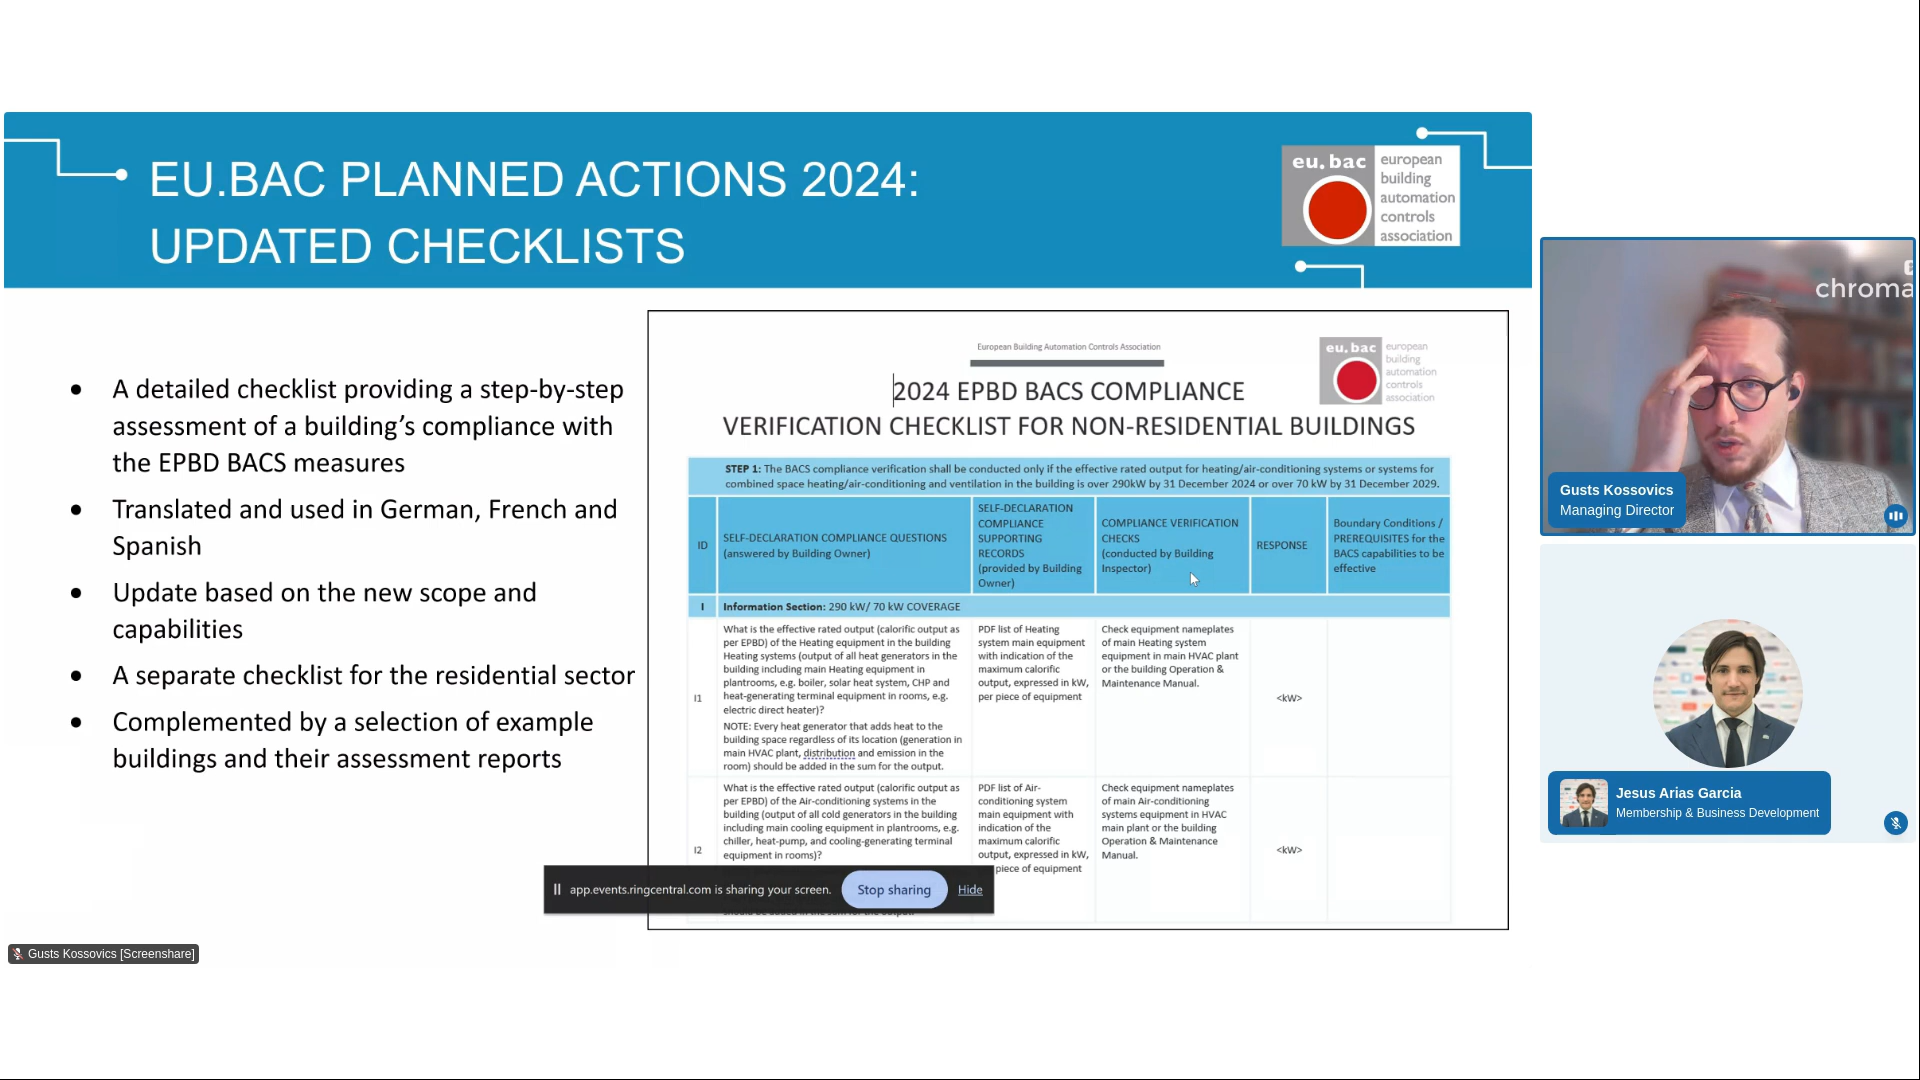 EU.BAC PLANNED ACTIONS 2024:
UPDATED CHECKLISTS
eu.bac
european
building
automation
controls
association
A detailed checklist providing a step-by-step
assessment of a building’s compliance with
the EPBD BACS measures
Translated and used in German, French and
Spanish
Update based on the new scope and
capabilities
A separate checklist for the residential sector
Complemented by a selection of example
buildings and their assessment reports
European Building Automation Controls Association
eu.bac
european
building
automation
controls
association
2024 EPBD BACS COMPLIANCE
VERIFICATION CHECKLIST FOR NON-RESIDENTIAL BUILDINGS
STEP 1: The BACS compliance verification shall be conducted only if the effective rated output for heating/air-conditioning systems or systems for
combined space heating/air-conditioning and ventilation in the building is over 290kW by 31 December 2024 or over 70 kW by 31 December 2029.
ID
SELF-DECLARATION COMPLIANCE QUESTIONS
(answered by Building Owner)
SELF-DECLARATION
COMPLIANCE
SUPPORTING
RECORDS
(provided by Building
Owner)
COMPLIANCE VERIFICATION
CHECKS
(conducted by Building
Inspector)
RESPONSE
Boundary Conditions /
PREREQUISITES for the
BACS capabilities to be
effective
I
Information Section: 290 kW/ 70 kW COVERAGE
I1
What is the effective rated output (calorific output as
per EPBD) of the Heating equipment in the building
Heating systems (output of all heat generators in the
building including main Heating equipment in
plantrooms, e.g. boiler, solar heat system, CHP and
heat-generating terminal equipment in rooms, e.g.
electric direct heater)?
NOTE: Every heat generator that adds heat to the
building space regardless of its location (generation in
main HVAC plant, distribution and emission in the
room) should be added in the sum for the output.
PDF list of Heating
system main equipment
with indication of the
maximum calorific
output, expressed in kW,
per piece of equipment
Check equipment nameplates
of main Heating system
equipment in main HVAC plant
or the building Operation &
Maintenance Manual.
<kW>
I2
What is the effective rated output (calorific output as
per EPBD) of the Air-conditioning systems in the
building (output of all cold generators in the building
including main cooling equipment in plantrooms, e.g.
chiller, heat-pump, and cooling-generating terminal
equipment in rooms)?
PDF list of Air-
conditioning system
main equipment with
indication of the
maximum calorific
output, expressed in kW,
piece of equipment
Check equipment nameplates
of main Air-conditioning
systems equipment in HVAC
main plant or the building
Operation & Maintenance
Manual.
<kW>
app.events.ringcentral.com is sharing your screen.
Stop sharing
Hide
Gusts Kossovics [Screenshare]
chroma
Gusts Kossovics
Managing Director
Jesus Arias Garcia
Membership & Business Development